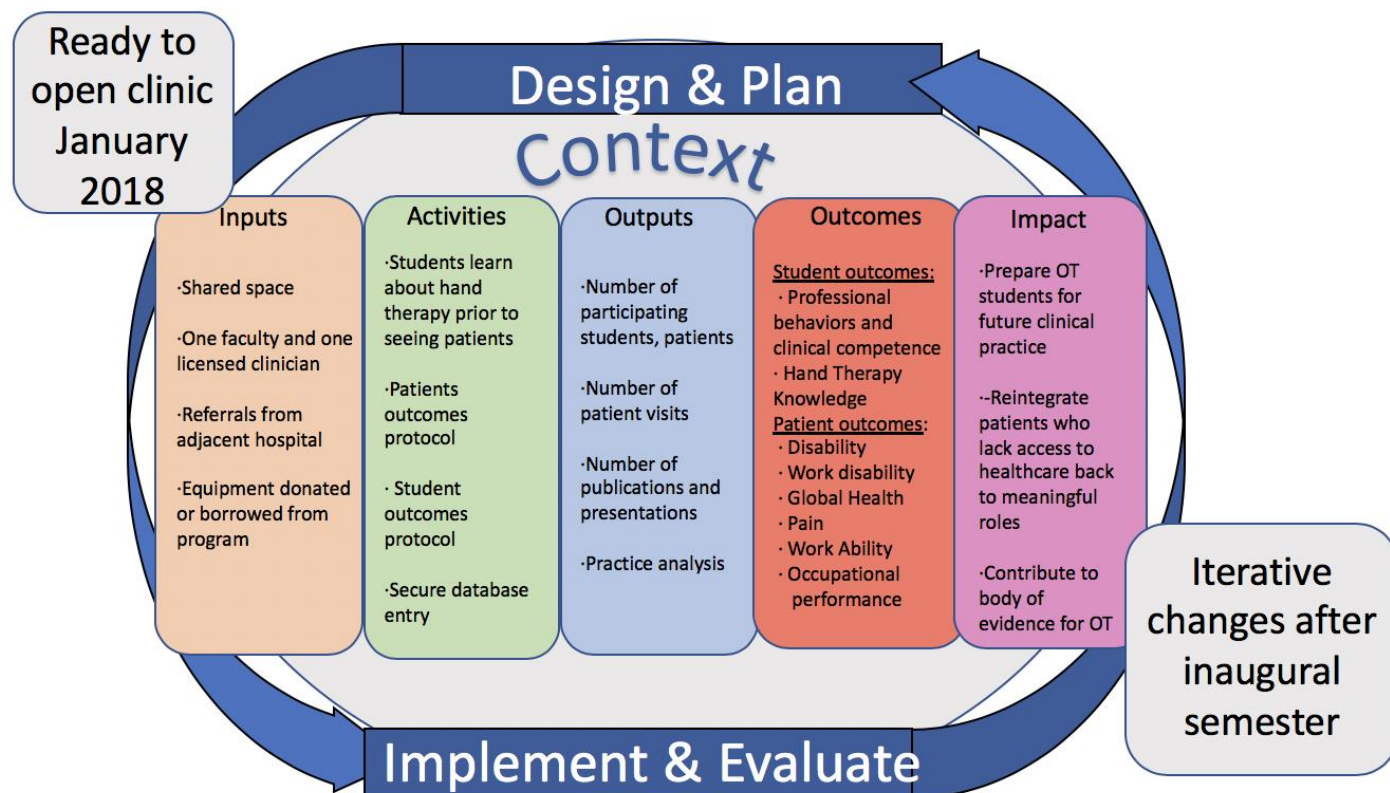 Ready to
open clinic
January
2018
Design & Plan
Context
Inputs
·Shared space
·One faculty and one
licensed clinician
·Referrals from
adjacent hospital
·Equipment donated
or borrowed from
program
Activities
·Students learn
about hand
therapy prior to
seeing patients
·Patients
outcomes
protocol
· Student
outcomes
protocol
·Secure database
entry
Outputs
·Number of
participating
students, patients
·Number of
patient visits
·Number of
publications and
presentations
·Practice analysis
Outcomes
Student outcomes:
· Professional
behaviors and
clinical competence
· Hand Therapy
Knowledge
Patient outcomes:
· Disability
· Work disability
· Global Health
· Pain
· Work Ability
· Occupational
performance
Impact
·Prepare OT
students for
future clinical
practice
·-Reintegrate
patients who
lack access to
healthcare back
to meaningful
roles
·Contribute to
body of
evidence for OT
Iterative
changes after
inaugural
semester
Implement & Evaluate